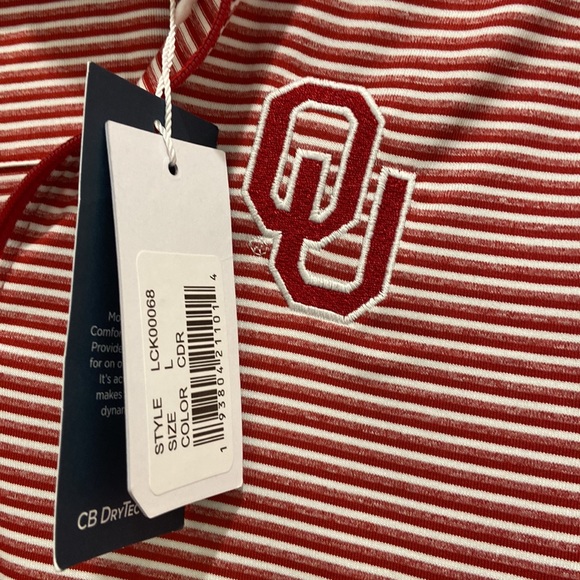 OU
STYLE LCK00068
SIZE L
COLOR CDR
1 93804 21101 4
Comfor
Provide
for on o
It's ac
makes
dynam
CB DRYTEC